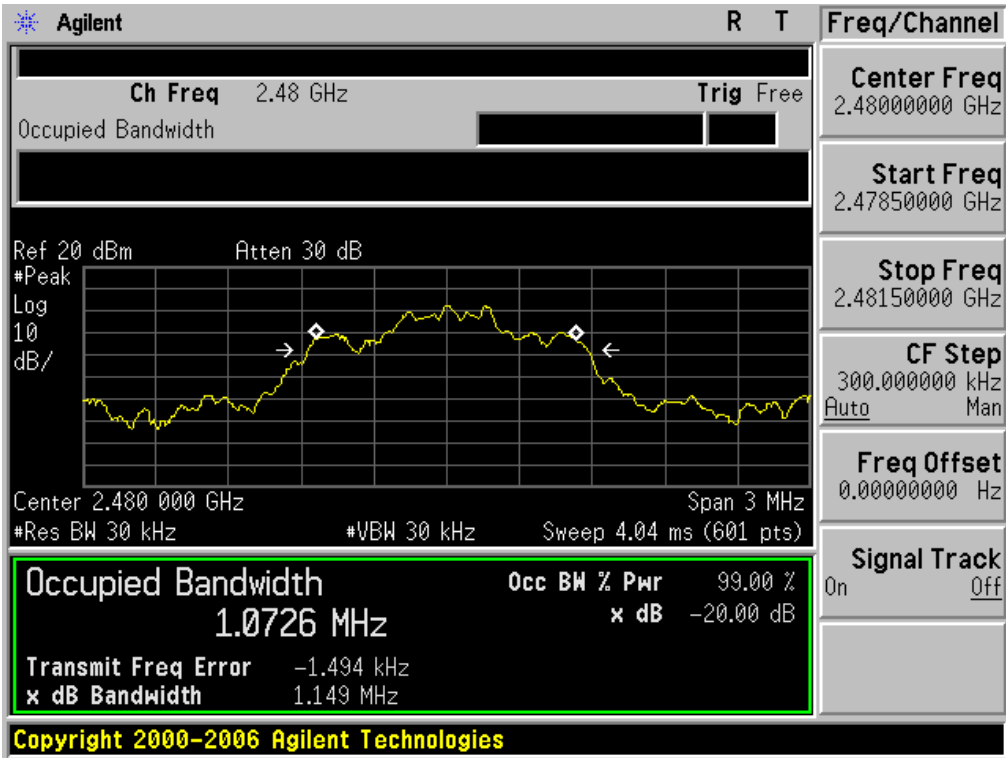 Agilent R T Freq/Channel
Ch Freq 2.48 GHz Trig Free
Occupied Bandwidth
Center Freq
2.48000000 GHz
Start Freq
2.47850000 GHz
Stop Freq
2.48150000 GHz
CF Step
300.000000 kHz
Auto Man
Freq Offset
0.00000000 Hz
Signal Track
On Off
Ref 20 dBm Atten 30 dB
#Peak
Log
10
dB/
Center 2.480 000 GHz Span 3 MHz
#Res BW 30 kHz #VBW 30 kHz Sweep 4.04 ms (601 pts)
Occupied Bandwidth Occ BW % Pwr 99.00 %
1.0726 MHz x dB -20.00 dB
Transmit Freq Error -1.494 kHz
x dB Bandwidth 1.149 MHz
Copyright 2000-2006 Agilent Technologies